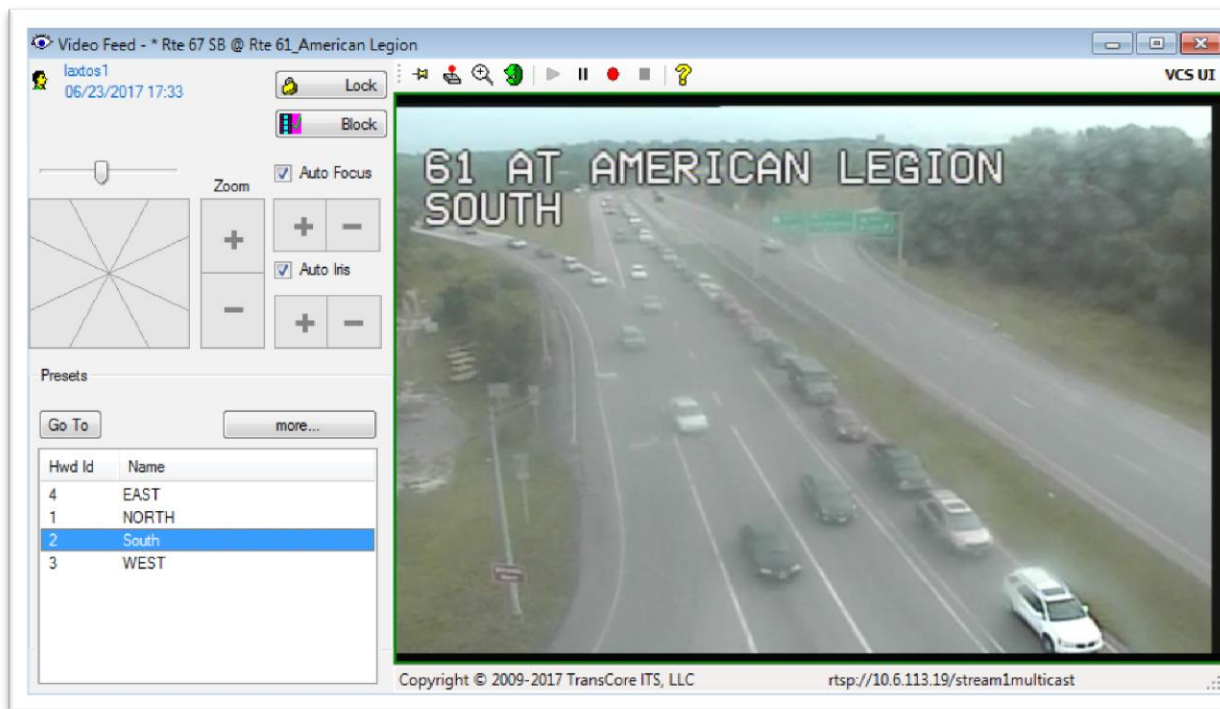 Video Feed - * Rte 67 SB @ Rte 61_American Legion
laxtos1
06/23/2017 17:33
Lock
Block
VCS UI
Zoom
Auto Focus
Auto Iris
Presets
Go To
more...
Hwd Id Name
4 EAST
1 NORTH
2 South
3 WEST
61 AT AMERICAN LEGION
SOUTH
Copyright © 2009-2017 TransCore ITS, LLC
rtsp://10.6.113.19/stream1multicast